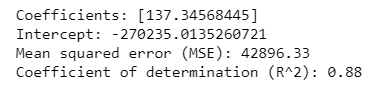 Coefficients: [137.34568445]
Intercept: -270235.0135260721
Mean squared error (MSE): 42896.33
Coefficient of determination (R^2): 0.88